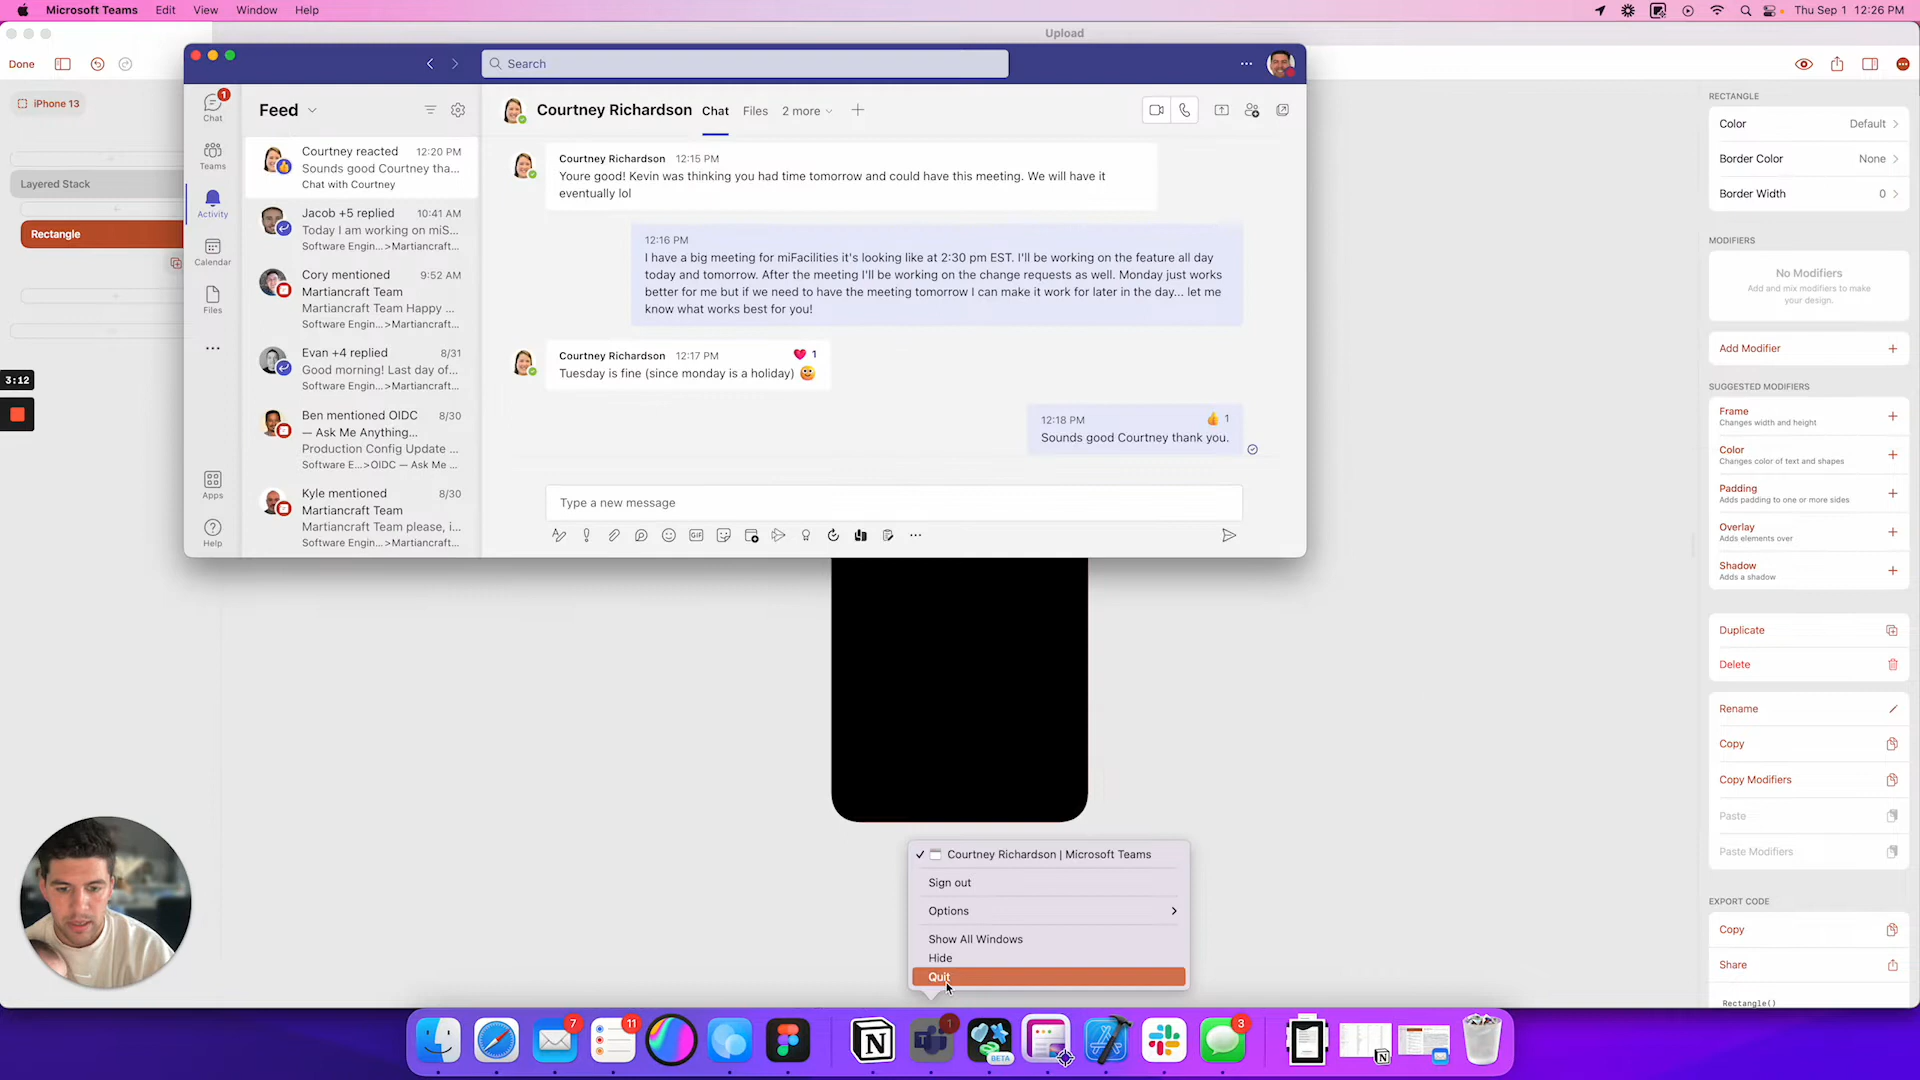 Microsoft Teams Edit View Window Help
Thu Sep 1 12:26 PM
Upload
Done
iPhone 13
Layered Stack
Rectangle
3:12
Search
1
Chat
Teams
Activity
Calendar
Files
Apps
Help
Feed
Courtney reacted 12:20 PM
Sounds good Courtney tha...
Chat with Courtney
Jacob +5 replied 10:41 AM
Today I am working on miS...
Software Engin...>Martiancraft...
Cory mentioned 9:52 AM
Martiancraft Team
Martiancraft Team Happy ...
Software Engin...>Martiancraft...
Evan +4 replied 8/31
Good morning! Last day of...
Software Engin...>Martiancraft...
Ben mentioned OIDC 8/30
— Ask Me Anything...
Production Config Update ...
Software E...>OIDC — Ask Me ...
Kyle mentioned 8/30
Martiancraft Team
Martiancraft Team please, i...
Software Engin...>Martiancraft...
Courtney Richardson Chat Files 2 more
Courtney Richardson 12:15 PM
Youre good! Kevin was thinking you had time tomorrow and could have this meeting. We will have it
eventually lol
12:16 PM
I have a big meeting for miFacilities it's looking like at 2:30 pm EST. I'll be working on the feature all day
today and tomorrow. After the meeting I'll be working on the change requests as well. Monday just works
better for me but if we need to have the meeting tomorrow I can make it work for later in the day... let me
know what works best for you!
Courtney Richardson 12:17 PM 1
Tuesday is fine (since monday is a holiday)
12:18 PM 1
Sounds good Courtney thank you.
Type a new message
GIF
Courtney Richardson | Microsoft Teams
Sign out
Options
Show All Windows
Hide
Quit
RECTANGLE
Color Default
Border Color None
Border Width 0
MODIFIERS
No Modifiers
Add and mix modifiers to make
your design.
Add Modifier
SUGGESTED MODIFIERS
Frame
Changes width and height
Color
Changes color of text and shapes
Padding
Adds padding to one or more sides
Overlay
Adds elements over
Shadow
Adds a shadow
Duplicate
Delete
Rename
Copy
Copy Modifiers
Paste
Paste Modifiers
EXPORT CODE
Copy
Share
Rectangle()
7
11
1
BETA
3